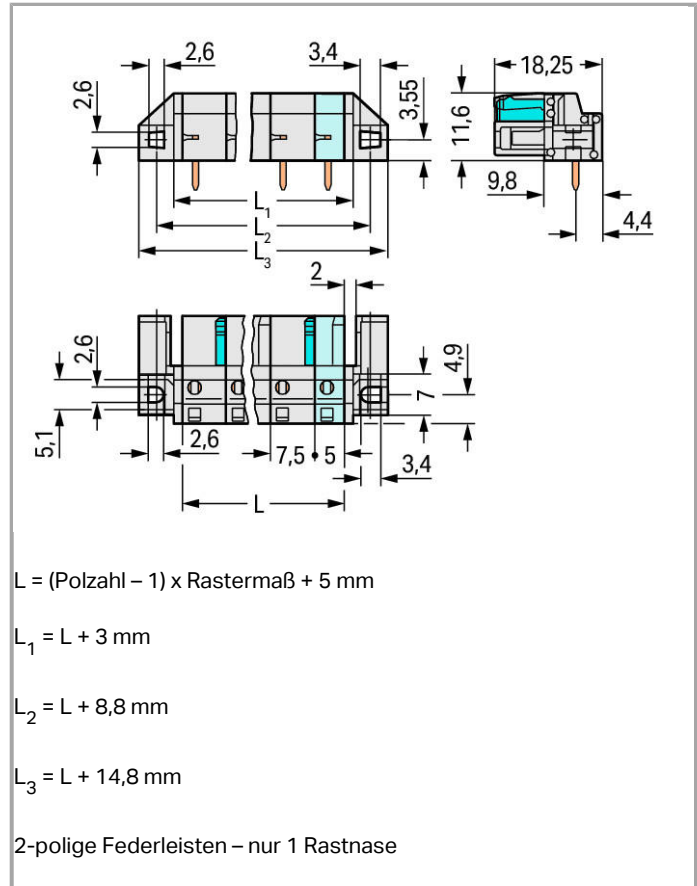 2,6 3,4 18,25
2,6 3,55 11,6
9,8
4,4
L₁
L₂
L₃
2
2,6 4,9
7
5,1
2,6 7,5 5 3,4
L
L = (Polzahl – 1) x Rastermaß + 5 mm
L₁ = L + 3 mm
L₂ = L + 8,8 mm
L₃ = L + 14,8 mm
2-polige Federleisten – nur 1 Rastnase